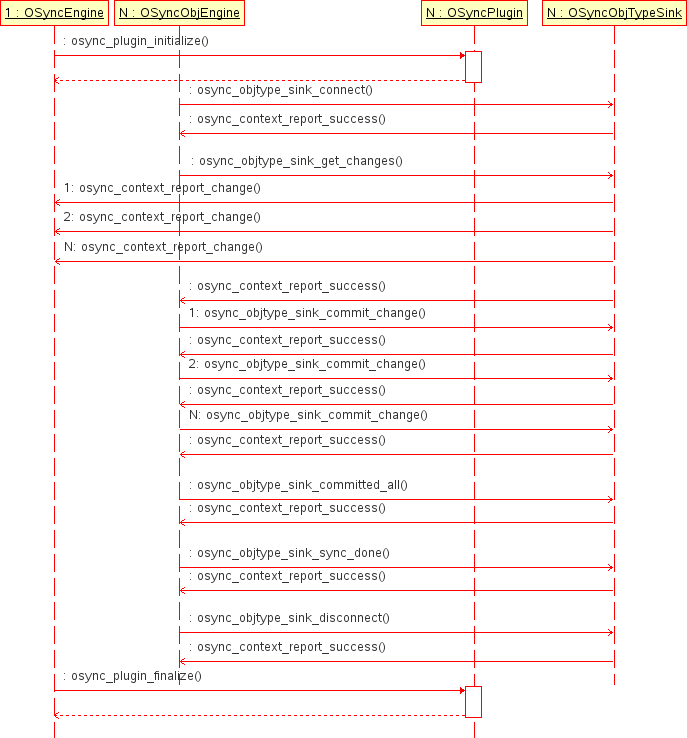 1 : OSyncEngine N : OSyncObjEngine N : OSyncPlugin N : OSyncObjTypeSink
: osync_plugin_initialize()
: osync_objtype_sink_connect()
: osync_context_report_success()
: osync_objtype_sink_get_changes()
1: osync_context_report_change()
2: osync_context_report_change()
N: osync_context_report_change()
: osync_context_report_success()
1: osync_objtype_sink_commit_change()
: osync_context_report_success()
2: osync_objtype_sink_commit_change()
: osync_context_report_success()
N: osync_objtype_sink_commit_change()
: osync_context_report_success()
: osync_objtype_sink_committed_all()
: osync_context_report_success()
: osync_objtype_sink_sync_done()
: osync_context_report_success()
: osync_objtype_sink_disconnect()
: osync_context_report_success()
: osync_plugin_finalize()